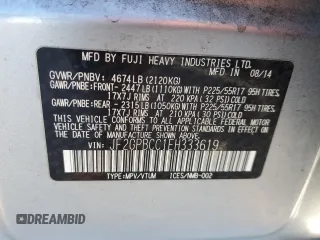 MFD BY FUJI HEAVY INDUSTRIES LTD.
MADE IN JAPAN 08/14
GVWR/PNBV: 4674LB(2120KG)
GAWR/PNBE:FRONT- 2447LB(1110KG)WITH P225/55R17 95H TIRES
17X7J RIMS AT 220 KPA(32 PSI)COLD
GAWR/PNBE:REAR - 2315LB(1050KG)WITH P225/55R17 95H TIRES
17X7J RIMS AT 210 KPA(30 PSI)COLD
THIS VEHICLE CONFORMS TO ALL APPLICABLE
FEDERAL MOTOR VEHICLE SAFETY, BUMPER, AND
THEFT PREVENTION STANDARDS IN EFFECT ON THE
DATE OF MANUFACTURE SHOWN ABOVE.
VIN: JF2GPBCC1FH333619
TYPE:MPV/VTUM ICES/NMB-002